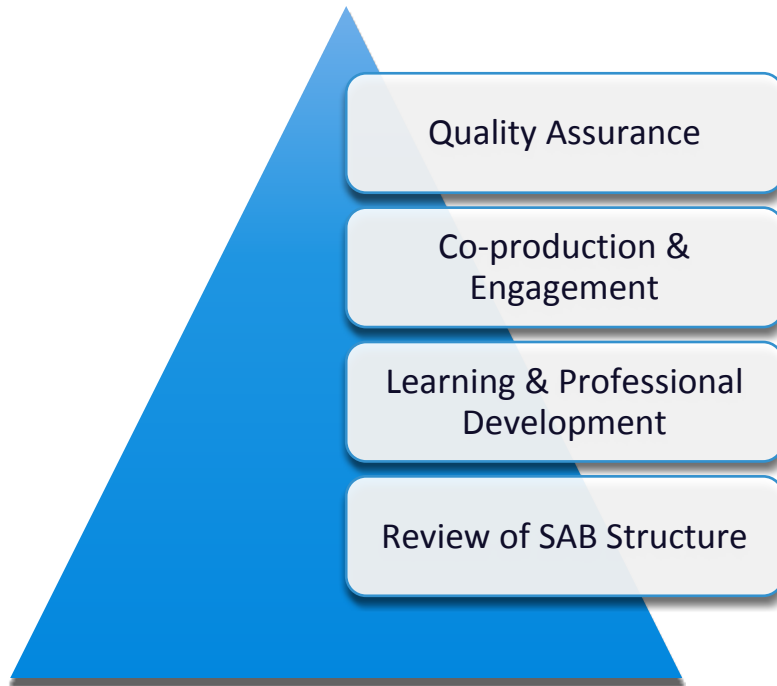 Quality Assurance
Co-production &
Engagement
Learning & Professional
Development
Review of SAB Structure